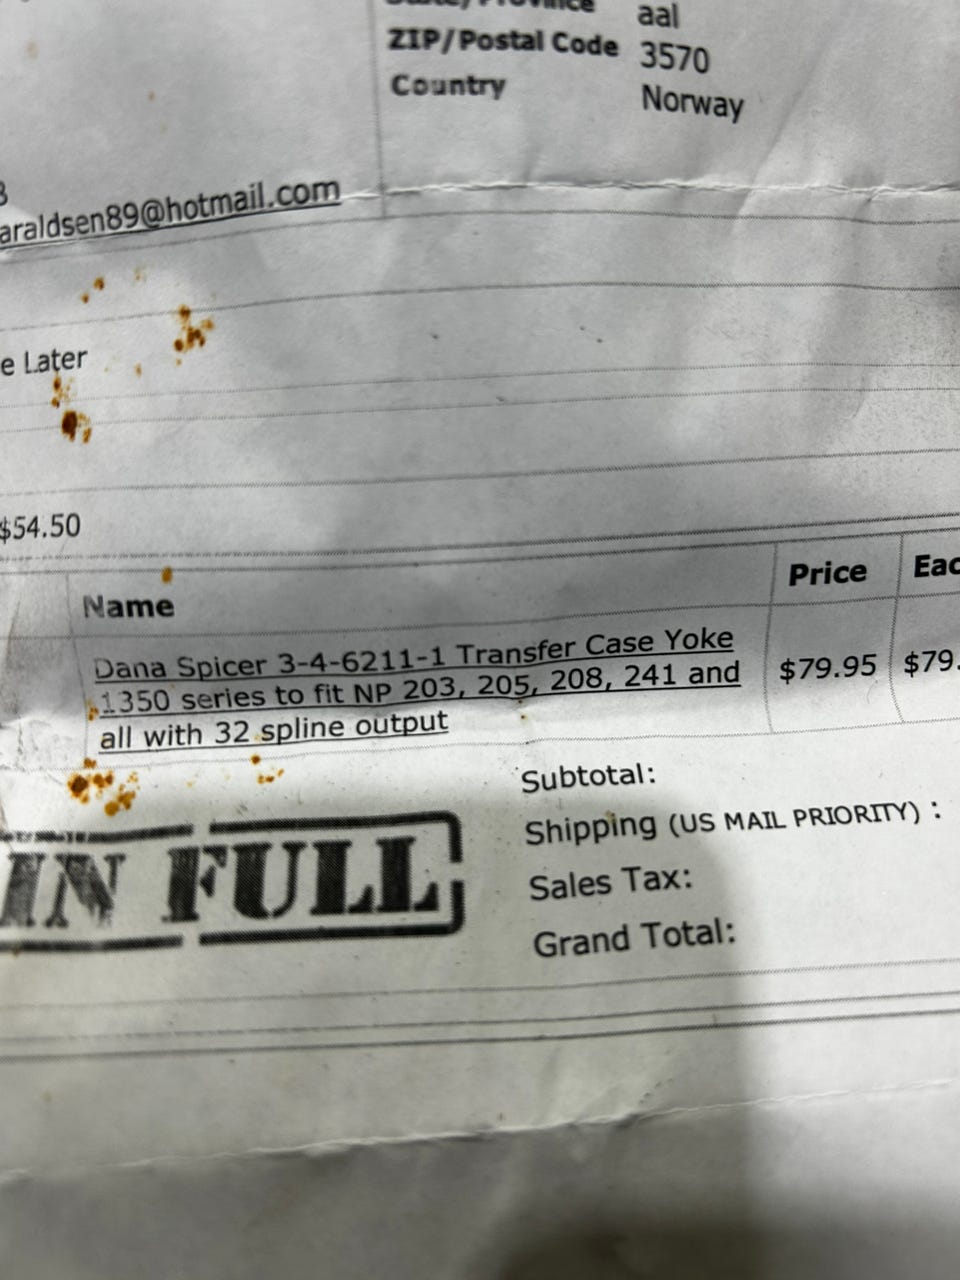 aal
ZIP/Postal Code 3570
Country Norway
araldsen89@hotmail.com
e Later
$54.50
Name Price Eac
Dana Spicer 3-4-6211-1 Transfer Case Yoke
1350 series to fit NP 203, 205, 208, 241 and $79.95 $79.
all with 32 spline output
Subtotal:
Shipping (US MAIL PRIORITY) :
IN FULL
Sales Tax:
Grand Total: